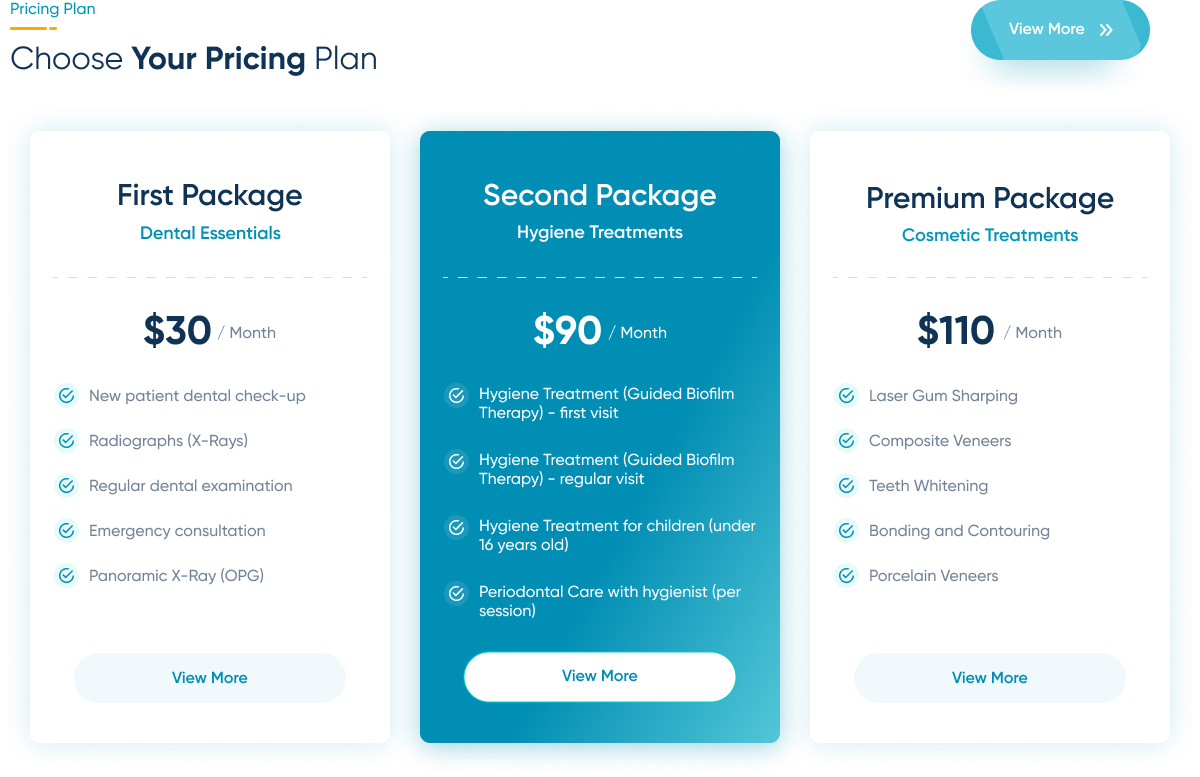 Pricing Plan
Choose Your Pricing Plan
View More
First Package
Dental Essentials
$30 / Month
New patient dental check-up
Radiographs (X-Rays)
Regular dental examination
Emergency consultation
Panoramic X-Ray (OPG)
View More
Second Package
Hygiene Treatments
$90 / Month
Hygiene Treatment (Guided Biofilm
Therapy) - first visit
Hygiene Treatment (Guided Biofilm
Therapy) - regular visit
Hygiene Treatment for children (under
16 years old)
Periodontal Care with hygienist (per
session)
View More
Premium Package
Cosmetic Treatments
$110 / Month
Laser Gum Sharping
Composite Veneers
Teeth Whitening
Bonding and Contouring
Porcelain Veneers
View More